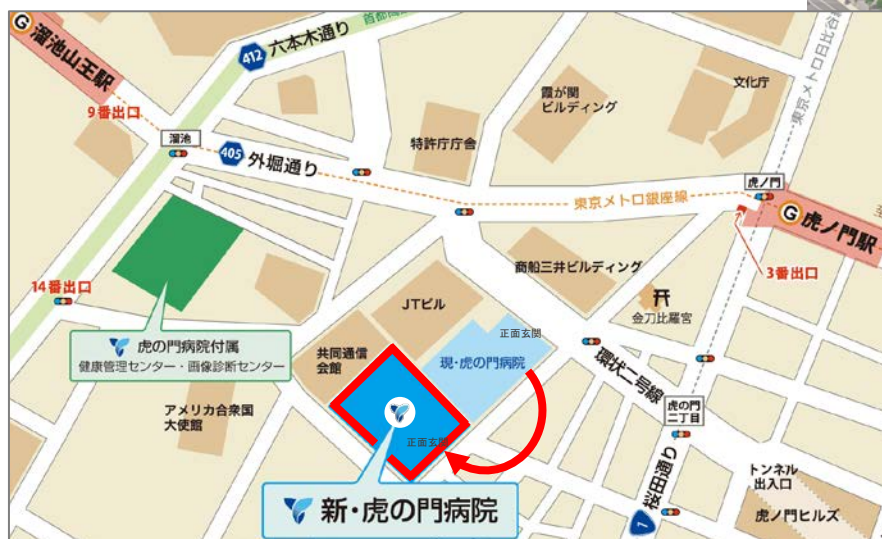 G
溜池山王駅
412
六本木通り
首都高
9番出口
溜池
405
外堀通り
特許庁庁舎
霞が関
ビルディング
文化庁
東京メトロ日比谷
虎ノ門
東京メトロ銀座線
G
虎ノ門駅
3番出口
14番出口
商船三井ビルディング
金刀比羅宮
JTビル
正面玄関
現・虎の門病院
共同通信
会館
虎の門病院付属
健康管理センター・画像診断センター
アメリカ合衆国
大使館
環状二号線
虎の門
二丁目
正面玄関
新・虎の門病院
桜田通り
1
トンネル
出入口
虎ノ門ヒルズ